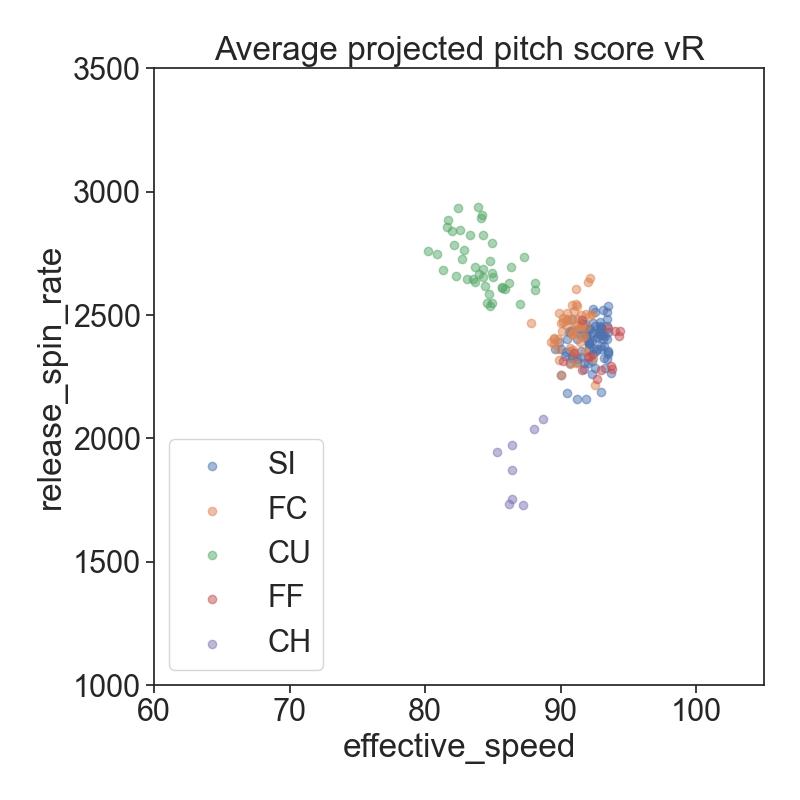 Average projected pitch score vR
3500
3000
2500
2000
1500
1000
release_spin_rate
SI
FC
CU
FF
CH
60
70
80
90
100
effective_speed